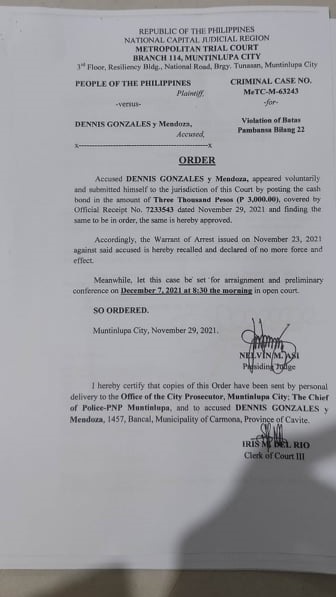 REPUBLIC OF THE PHILIPPINES
NATIONAL CAPITAL JUDICIAL REGION
METROPOLITAN TRIAL COURT
BRANCH 114, MUNTINLUPA CITY
3rd Floor, Resiliency Bldg., National Road, Brgy. Tunasan, Muntinlupa City
PEOPLE OF THE PHILIPPINES CRIMINAL CASE NO.
Plaintiff, MeTC-M-63243
-versus- -for-
DENNIS GONZALES y Mendoza, Violation of Batas
Accused, Pambansa Bilang 22
x--------------------------------------------x
ORDER
Accused DENNIS GONZALES y Mendoza, appeared voluntarily
and submitted himself to the jurisdiction of this Court by posting the cash
bond in the amount of Three Thousand Pesos (P 3,000.00), covered by
Official Receipt No. 7233543 dated November 29, 2021 and finding the
same to be in order, the same is hereby approved.
Accordingly, the Warrant of Arrest issued on November 23, 2021
against said accused is hereby recalled and declared of no more force and
effect.
Meanwhile, let this case be set for arraignment and preliminary
conference on December 7, 2021 at 8:30 the morning in open court.
SO ORDERED.
Muntinlupa City, November 29, 2021.
NELVIN M. ASI
Presiding Judge
I hereby certify that copies of this Order have been sent by personal
delivery to the Office of the City Prosecutor, Muntinlupa City; The Chief
of Police-PNP Muntinlupa, and to accused DENNIS GONZALES y
Mendoza, 1457, Bancal, Municipality of Carmona, Province of Cavite.
IRIS M. DEL RIO
Clerk of Court III